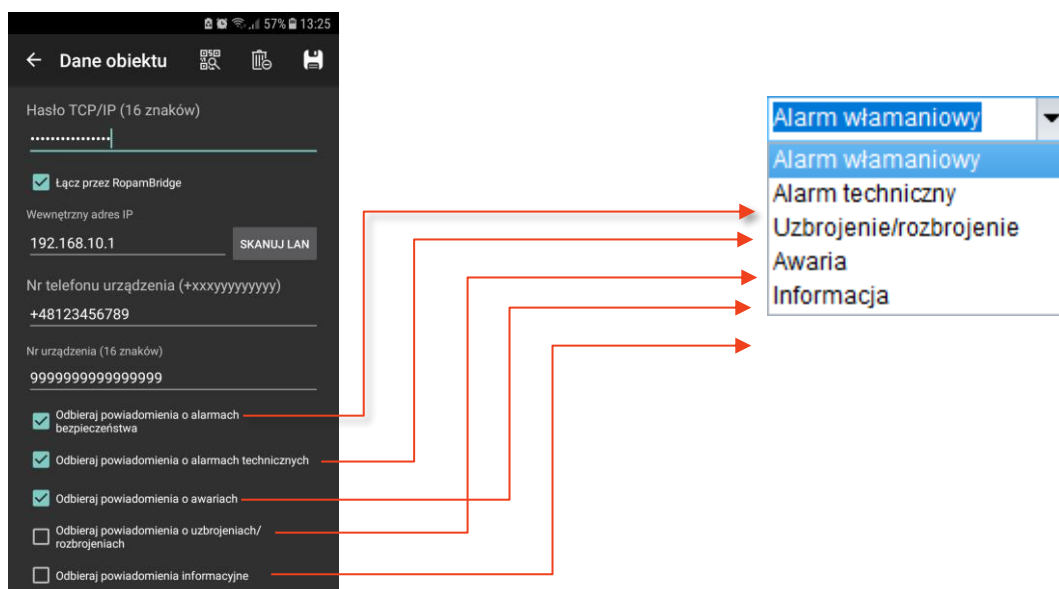 57% 13:25
Dane obiektu
Hasło TCP/IP (16 znaków)
••••••••••••••••
Łącz przez RopamBridge
Wewnętrzny adres IP
192.168.10.1
SKANUJ LAN
Nr telefonu urządzenia (+xxxyyyyyyyyy)
+48123456789
Nr urządzenia (16 znaków)
9999999999999999
Odbieraj powiadomienia o alarmach
bezpieczeństwa
Odbieraj powiadomienia o alarmach technicznych
Odbieraj powiadomienia o awariach
Odbieraj powiadomienia o uzbrojeniach/
rozbrojeniach
Odbieraj powiadomienia informacyjne
Alarm włamaniowy
Alarm włamaniowy
Alarm techniczny
Uzbrojenie/rozbrojenie
Awaria
Informacja